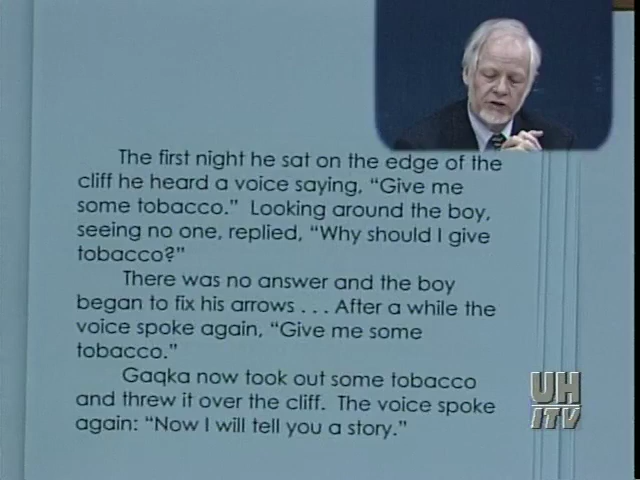 The first night he sat on the edge of the
cliff he heard a voice saying, “Give me
some tobacco.”  Looking around the boy,
seeing no one, replied, “Why should I give
tobacco?”
There was no answer and the boy
began to fix his arrows . . . After a while the
voice spoke again, “Give me some
tobacco.”
Gaqka now took out some tobacco
and threw it over the cliff.  The voice spoke
again: “Now I will tell you a story.”
UH
ITV